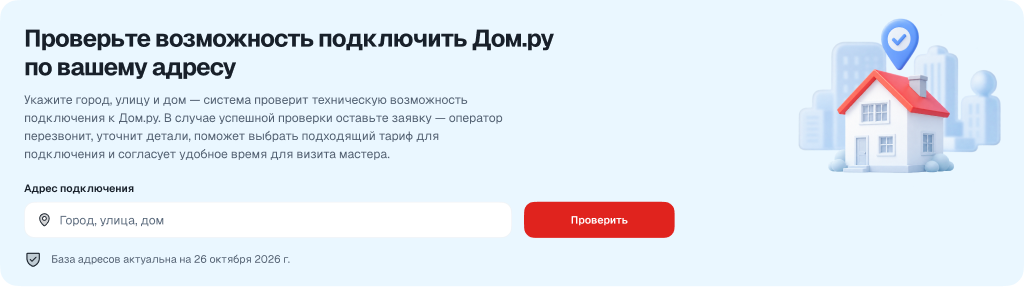 Проверьте возможность подключить Дом.ру
по вашему адресу
Укажите город, улицу и дом — система проверит техническую возможность
подключения к Дом.ру. В случае успешной проверки оставьте заявку — оператор
перезвонит, уточнит детали, поможет выбрать подходящий тариф для
подключения и согласует удобное время для визита мастера.
Адрес подключения
Город, улица, дом
Проверить
База адресов актуальна на 26 октября 2026 г.